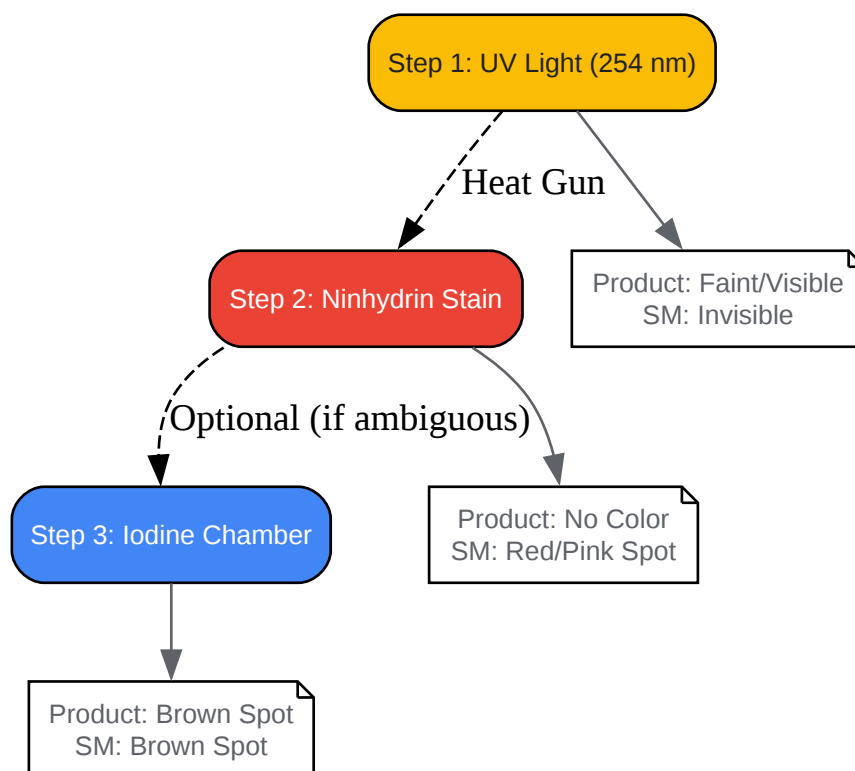 Step 1: UV Light (254 nm)
Heat Gun
Product: Faint/Visible
SM: Invisible
Step 2: Ninhydrin Stain
Optional (if ambiguous)
Product: No Color
SM: Red/Pink Spot
Step 3: Iodine Chamber
Product: Brown Spot
SM: Brown Spot